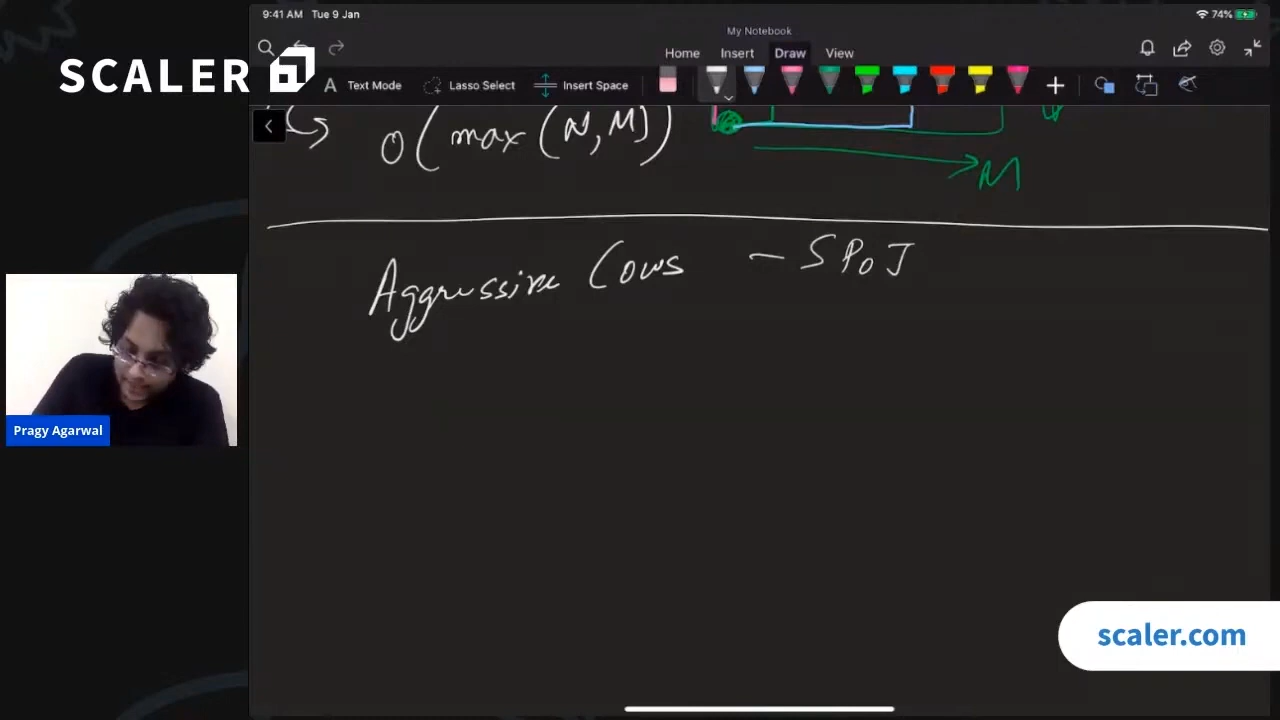 9:41 AM Tue 9 Jan
74%
My Notebook
Home Insert Draw View
SCALER
Text Mode Lasso Select Insert Space
O(max(N,M))
M
Aggressive Cows - SPOJ
Pragy Agarwal
scaler.com